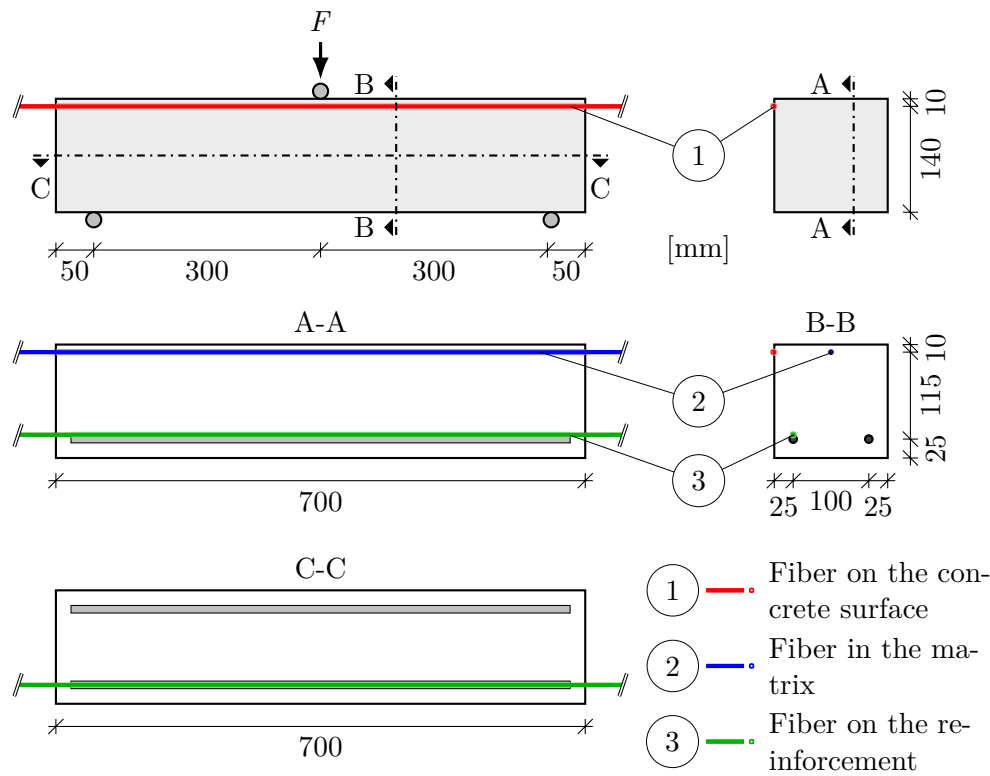 F
B
A
10
1
140
C
C
B
A
[mm]
50
300
300
50
A-A
B-B
10
2
115
3
25
700
25
100
25
C-C
1
Fiber on the con-
crete surface
2
Fiber in the ma-
trix
700
3
Fiber on the re-
inforcement